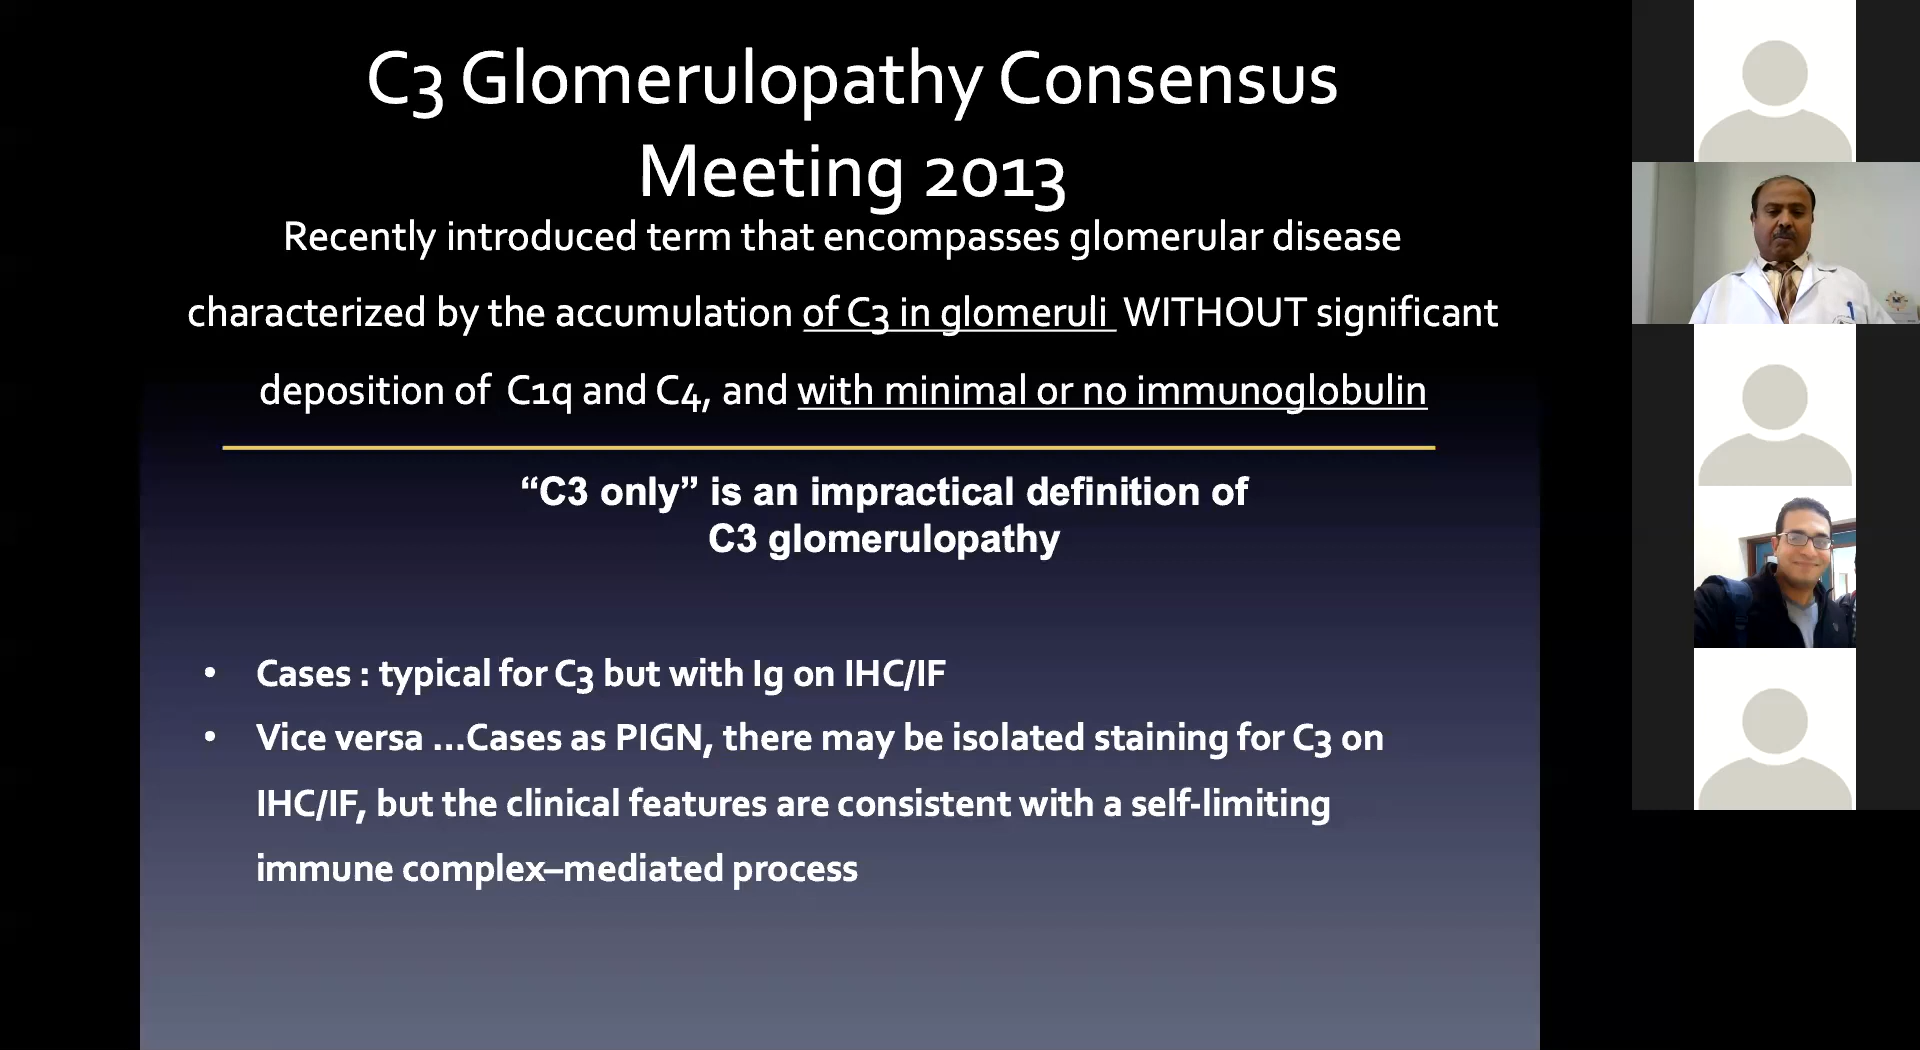 C3 Glomerulopathy Consensus
Meeting 2013
Recently introduced term that encompasses glomerular disease
characterized by the accumulation of C3 in glomeruli WITHOUT significant
deposition of C1q and C4, and with minimal or no immunoglobulin
“C3 only” is an impractical definition of
C3 glomerulopathy
• Cases : typical for C3 but with Ig on IHC/IF
• Vice versa ...Cases as PIGN, there may be isolated staining for C3 on
IHC/IF, but the clinical features are consistent with a self-limiting
immune complex–mediated process